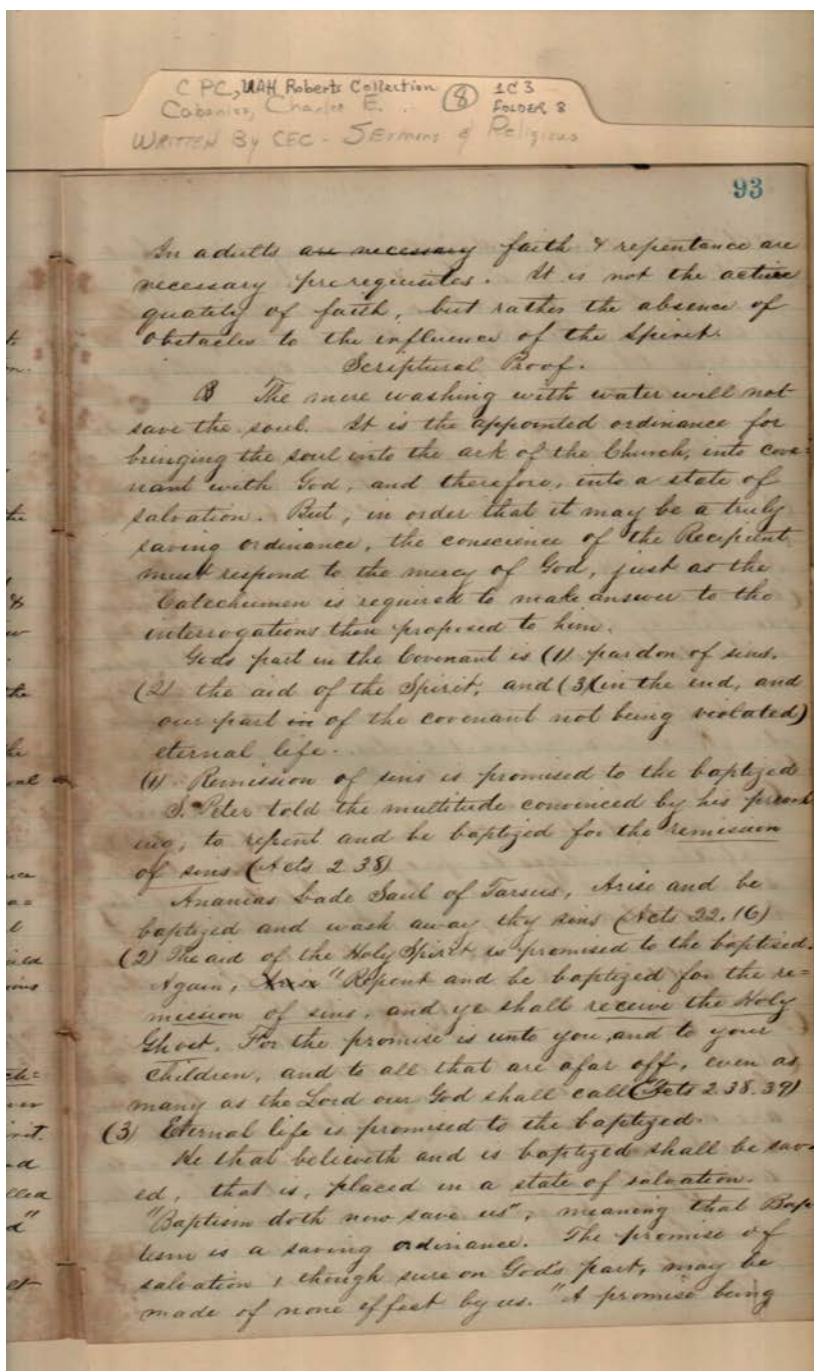 C PC, UAH Roberts Collection
Cabaniss, Charles E. 8
1C3
FOLDER 8
WRITTEN By CEC - Sermons & Religious
93
In adults are necessary faith & repentance are
necessary prerequisites. It is not the active
quately of faith, but rather the absence of
obstacles to the influence of the Spirit.
Scriptural Proof.
B The mere washing with water will not
save the soul. It is the appointed ordinance for
bringing the soul into the ark of the Church, into cove-
nant with God, and therefore, into a state of
salvation. But, in order that it may be a truly
saving ordinance, the conscience of the Recipient
must respond to the mercy of God, just as the
Catechumen is required to make answer to the
interrogations then proposed to him.
Gods part in the Covenant is (1) pardon of sins.
(2) the aid of the Spirit, and (3) (in the end, and
our part in of the covenant not being violated)
eternal life.
(1) Remission of sins is promised to the baptized
S. Peter told the multitude convinced by his preach
ing, to repent and be baptized for the remission
of sins (Acts 2 38)
Ananias bade Saul of Tarsus, Arise and be
baptized and wash away thy sins (Acts 22.16)
(2) The aid of the Holy Spirit is promised to the baptised.
Again, Arise "Repent and be baptized for the re=
mission of sins, and ye shall receive the Holy
Ghost. For the promise is unto you, and to your
children, and to all that are afar off, even as
many as the Lord our God shall call (Acts 2.38.39)
(3) Eternal life is promised to the baptized.
He that believeth and is baptized shall be sav-
ed, that is, placed in a state of salvation.
"Baptism doth now save us", meaning that Bap
tism is a saving ordinance. The promise of
salvation, though sure on God's part, may be
made of none effect by us. "A promise being